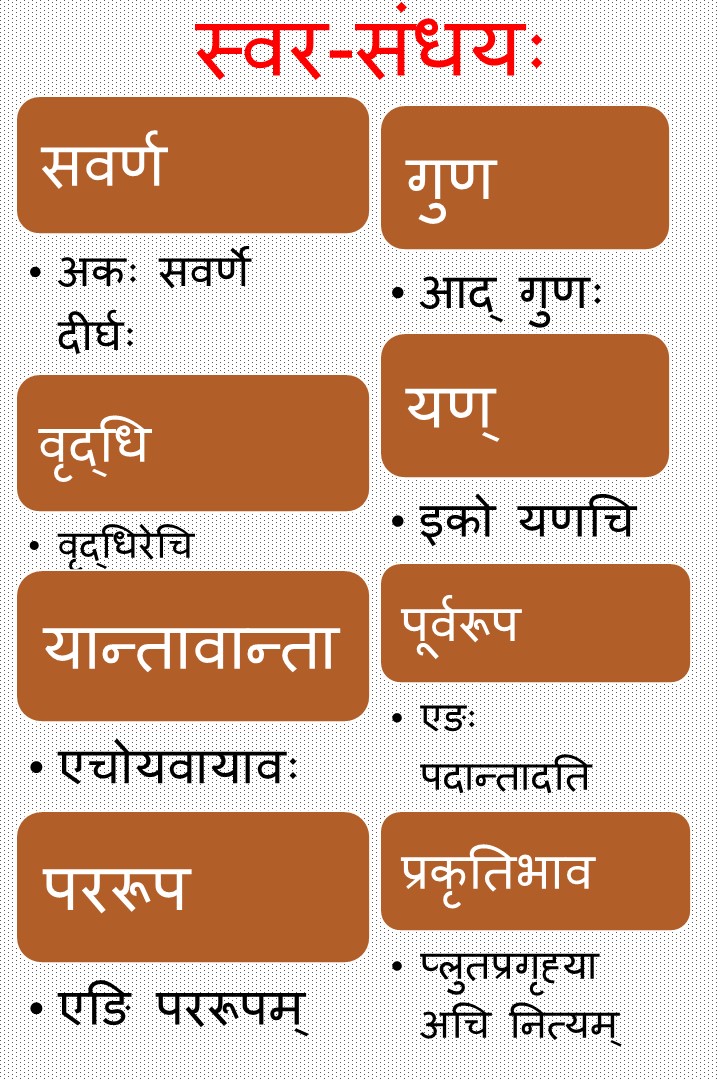 स्वर-संधयः
सवर्ण
• अकः सवर्णे
दीर्घः
वृद्धि
• वृद्धिरेचि
यान्तावान्ता
• एचोयवायावः
पररूप
• एङि पररूपम्
गुण
• आद् गुणः
यण्
• इको यणचि
पूर्वरूप
• एङः
पदान्तादति
प्रकृतिभाव
• प्लुतप्रगृह्या
अचि नित्यम्